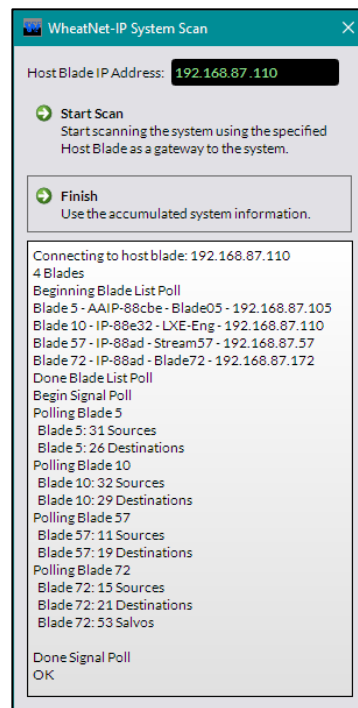 WheatNet-IP System Scan
Host Blade IP Address: 192.168.87.110
Start Scan
Start scanning the system using the specified
Host Blade as a gateway to the system.
Finish
Use the accumulated system information.
Connecting to host blade: 192.168.87.110
4 Blades
Beginning Blade List Poll
Blade 5 - AAIP-88cbe - Blade05 - 192.168.87.105
Blade 10 - IP-88e32 - LXE-Eng - 192.168.87.110
Blade 57 - IP-88ad - Stream57 - 192.168.87.57
Blade 72 - IP-88ad - Blade72 - 192.168.87.172
Done Blade List Poll
Begin Signal Poll
Polling Blade 5
Blade 5: 31 Sources
Blade 5: 26 Destinations
Polling Blade 10
Blade 10: 32 Sources
Blade 10: 29 Destinations
Polling Blade 57
Blade 57: 11 Sources
Blade 57: 19 Destinations
Polling Blade 72
Blade 72: 15 Sources
Blade 72: 21 Destinations
Blade 72: 53 Salvos
Done Signal Poll
OK